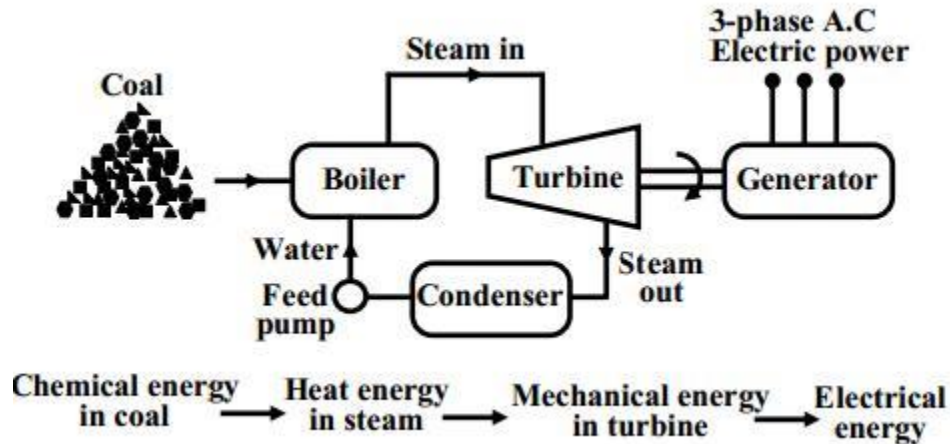 3-phase A.C
Electric power
Steam in
Coal
Boiler
Turbine
Generator
Water
Steam
out
Feed
pump
Condenser
Chemical energy
in coal
Heat energy
in steam
Mechanical energy
in turbine
Electrical
energy